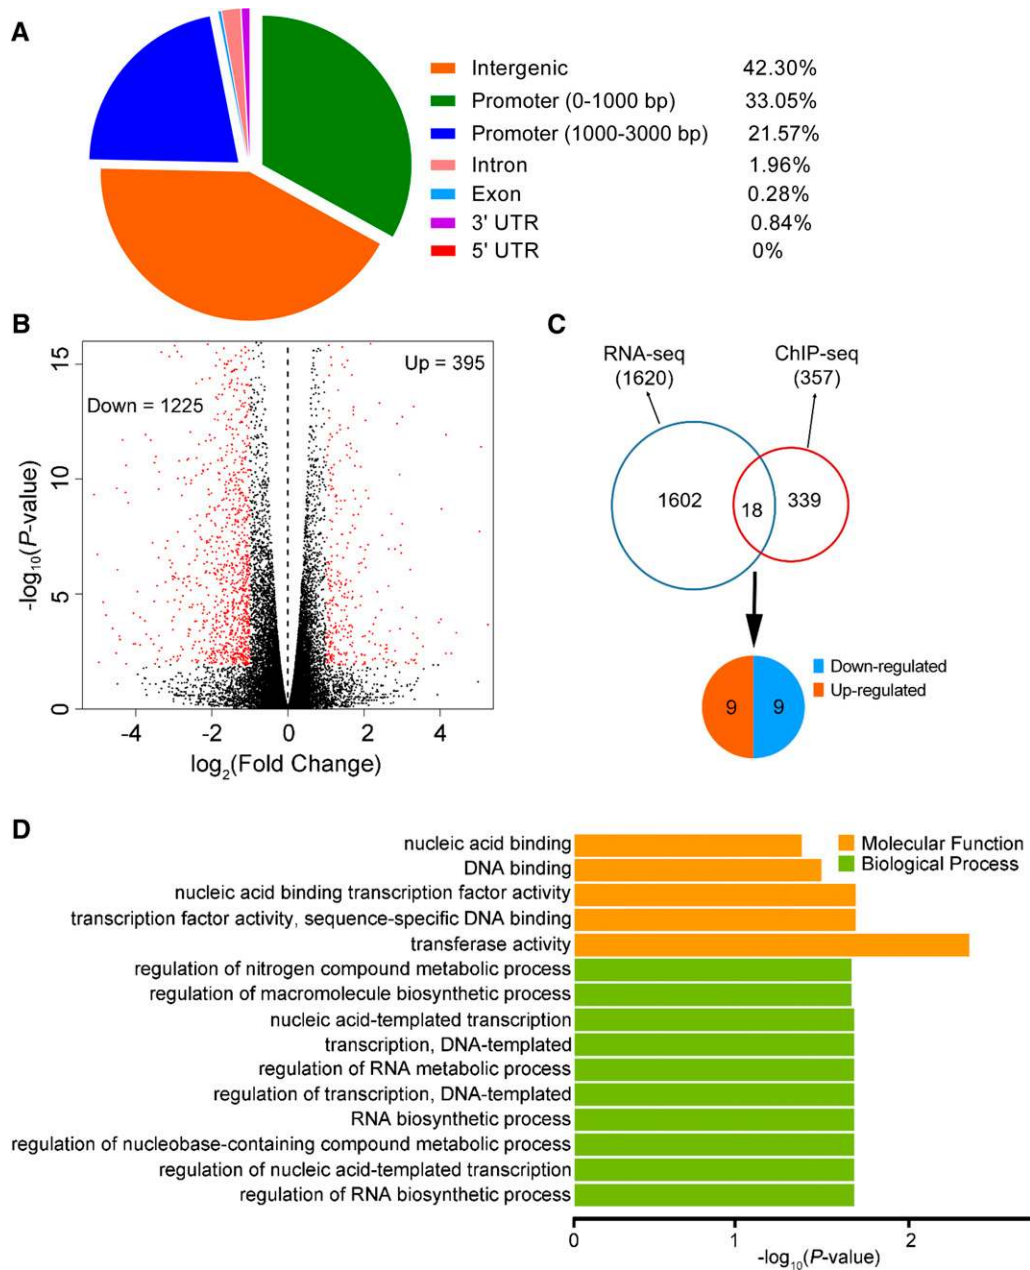 A
Intergenic 42.30%
Promoter (0-1000 bp) 33.05%
Promoter (1000-3000 bp) 21.57%
Intron 1.96%
Exon 0.28%
3' UTR 0.84%
5' UTR 0%
B
15
10
5
0
-log10(P-value)
Down = 1225
Up = 395
-4 -2 0 2 4
log2(Fold Change)
C
RNA-seq
(1620)
ChIP-seq
(357)
1602
18
339
9
9
Down-regulated
Up-regulated
D
Molecular Function
Biological Process
nucleic acid binding
DNA binding
nucleic acid binding transcription factor activity
transcription factor activity, sequence-specific DNA binding
transferase activity
regulation of nitrogen compound metabolic process
regulation of macromolecule biosynthetic process
nucleic acid-templated transcription
transcription, DNA-templated
regulation of RNA metabolic process
regulation of transcription, DNA-templated
RNA biosynthetic process
regulation of nucleobase-containing compound metabolic process
regulation of nucleic acid-templated transcription
regulation of RNA biosynthetic process
0 1 2
-log10(P-value)